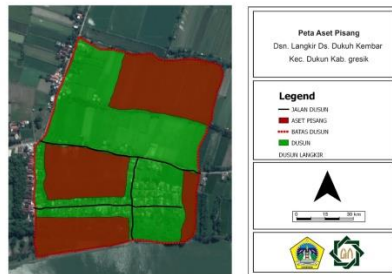 Peta Aset Pisang
Dsn. Langkir Ds. Dukuh Kembar
Kec. Dukun Kab. gresik
Legend
JALAN DUSUN
ASET PISANG
BATAS DUSUN
DUSUN
DUSUN LANGKIR